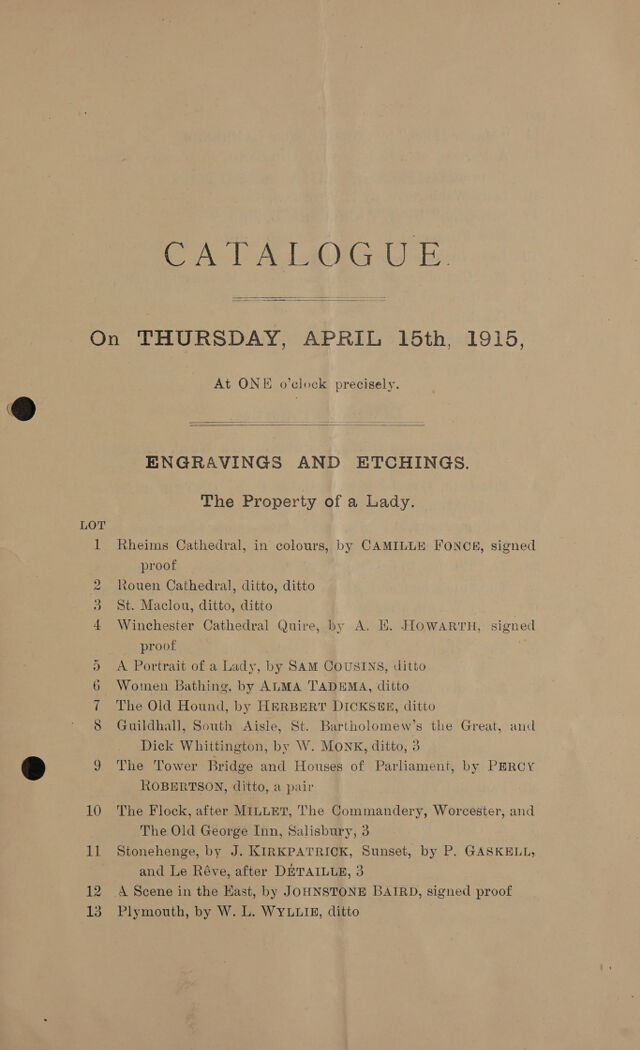 CATALOGUE.
On THURSDAY, APRIL 15th, 1915,
At ONE o'clock precisely.
ENGRAVINGS AND ETCHINGS.
The Property of a Lady.
LOT
1 Rheims Cathedral, in colours, by CAMILLE FONCE, signed
proof
2 Rouen Cathedral, ditto, ditto
3 St. Maclou, ditto, ditto
4 Winchester Cathedral Quire, by A. E. HOWARTH, signed
proof
5 A Portrait of a Lady, by SAM COUSINS, ditto
6 Women Bathing, by ALMA TADEMA, ditto
7 The Old Hound, by HERBERT DICKSEE, ditto
8 Guildhall, South Aisle, St. Bartholomew's the Great, and
Dick Whittington, by W. MONK, ditto, 3
9 The Tower Bridge and Houses of Parliament, by PERCY
ROBERTSON, ditto, a pair
10 The Flock, after MILLET, The Commandery, Worcester, and
The Old George Inn, Salisbury, 3
11 Stonehenge, by J. KIRKPATRICK, Sunset, by P. GASKELL,
and Le Rêve, after DÉTAILLE, 3
12 A Scene in the East, by JOHNSTONE BAIRD, signed proof
13 Plymouth, by W. L. WYLLIE, ditto